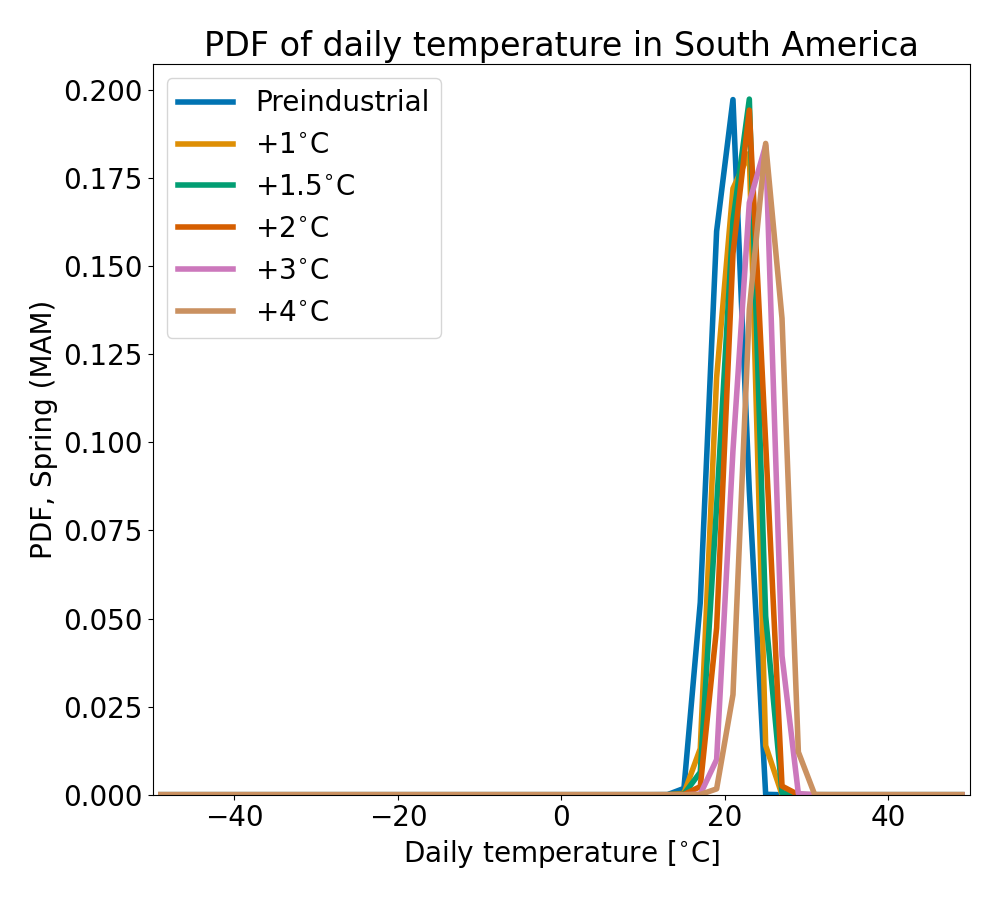 PDF of daily temperature in South America
Preindustrial
+1°C
+1.5°C
+2°C
+3°C
+4°C
PDF, Spring (MAM)
0.200
0.175
0.150
0.125
0.100
0.075
0.050
0.025
0.000
−40 −20 0 20 40
Daily temperature [°C]